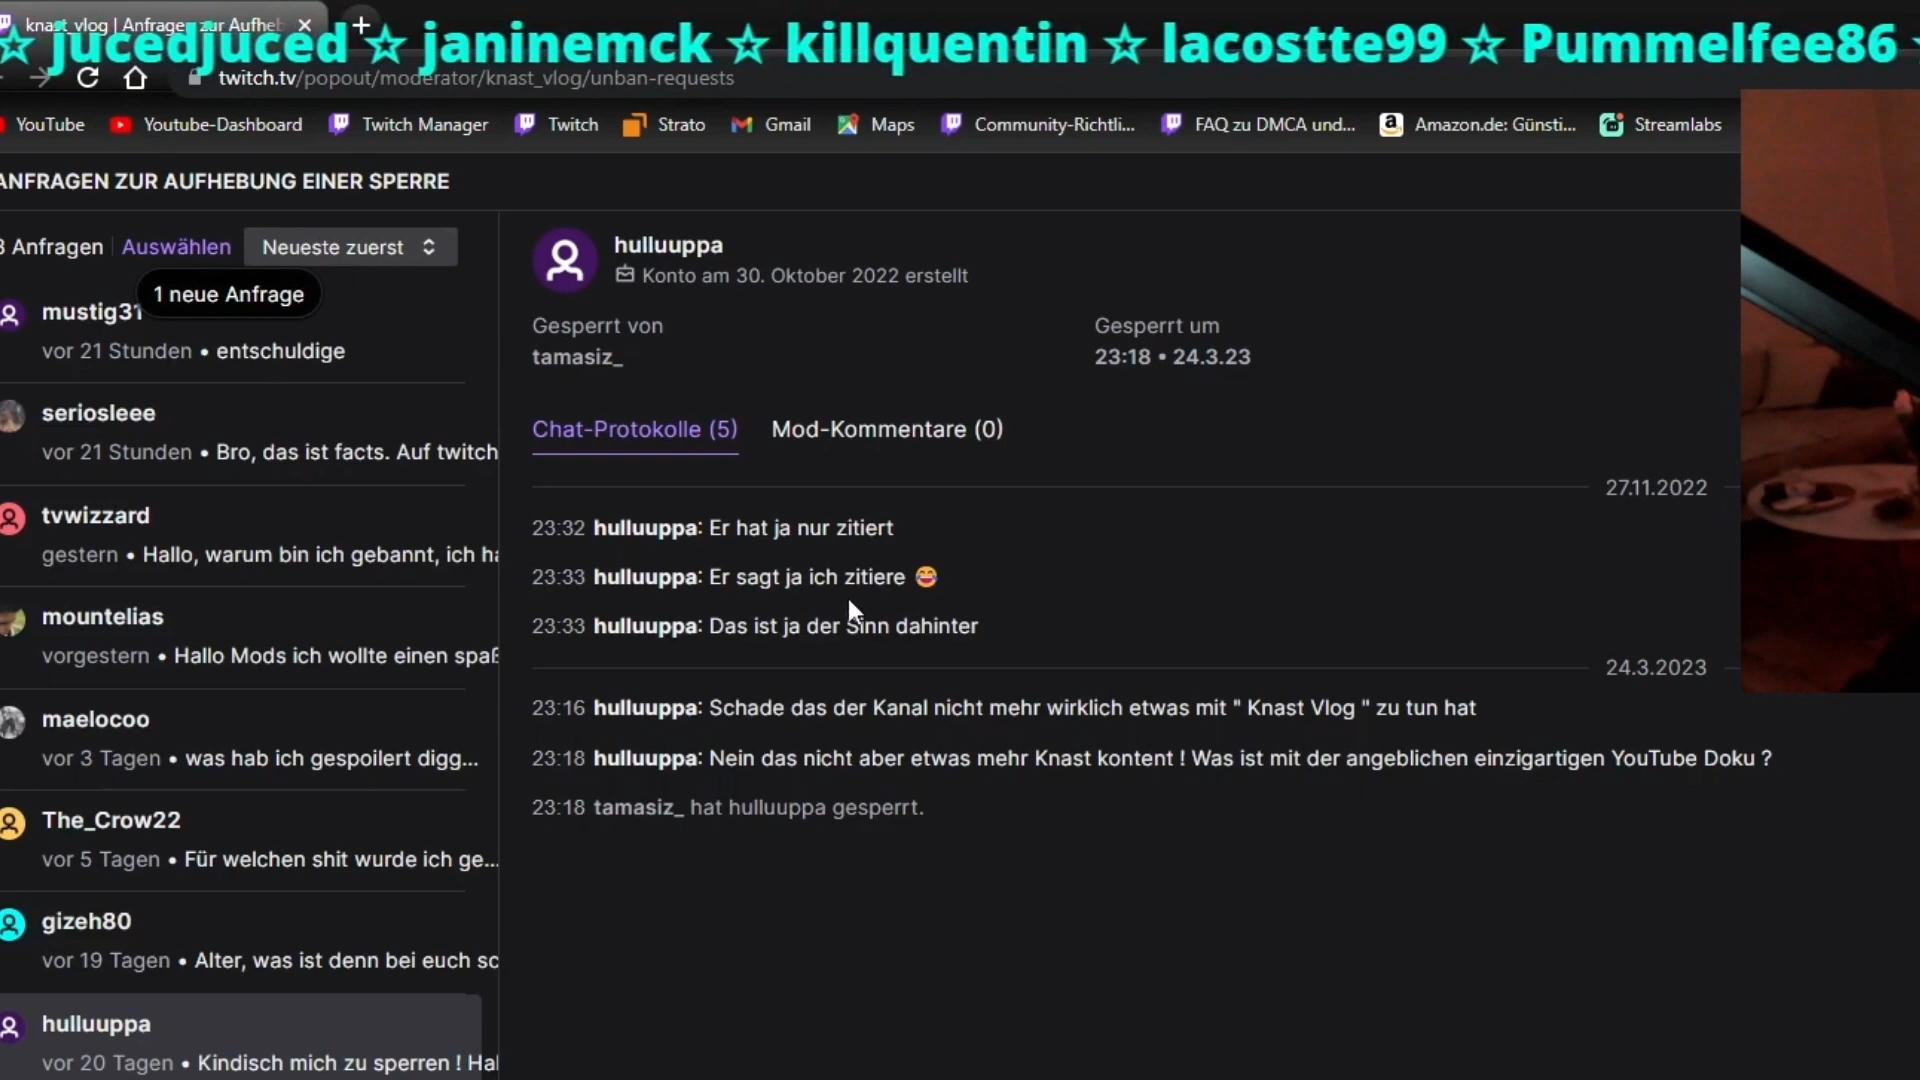 knast_vlog | Anfragen zur Aufheb
☆ jucedjuced ☆ janinemck ☆ killquentin ☆ lacostte99 ☆ Pummelfee86
twitch.tv/popout/moderator/knast_vlog/unban-requests
YouTube Youtube-Dashboard Twitch Manager Twitch Strato Gmail Maps Community-Richtli... FAQ zu DMCA und... Amazon.de: Günsti... Streamlabs
ANFRAGEN ZUR AUFHEBUNG EINER SPERRE
Anfragen Auswählen Neueste zuerst
1 neue Anfrage
mustig31
vor 21 Stunden • entschuldige
seriosleee
vor 21 Stunden • Bro, das ist facts. Auf twitch
tvwizzard
gestern • Hallo, warum bin ich gebannt, ich ha
mountelias
vorgestern • Hallo Mods ich wollte einen spaß
maelocoo
vor 3 Tagen • was hab ich gespoilert digg...
The_Crow22
vor 5 Tagen • Für welchen shit wurde ich ge...
gizeh80
vor 19 Tagen • Alter, was ist denn bei euch sc
hulluuppa
vor 20 Tagen • Kindisch mich zu sperren ! Hal
hulluuppa
Konto am 30. Oktober 2022 erstellt
Gesperrt von
tamasiz_
Gesperrt um
23:18 • 24.3.23
Chat-Protokolle (5) Mod-Kommentare (0)
27.11.2022
23:32 hulluuppa: Er hat ja nur zitiert
23:33 hulluuppa: Er sagt ja ich zitiere 😂
23:33 hulluuppa: Das ist ja der Sinn dahinter
24.3.2023
23:16 hulluuppa: Schade das der Kanal nicht mehr wirklich etwas mit " Knast Vlog " zu tun hat
23:18 hulluuppa: Nein das nicht aber etwas mehr Knast kontent ! Was ist mit der angeblichen einzigartigen YouTube Doku ?
23:18 tamasiz_ hat hulluuppa gesperrt.